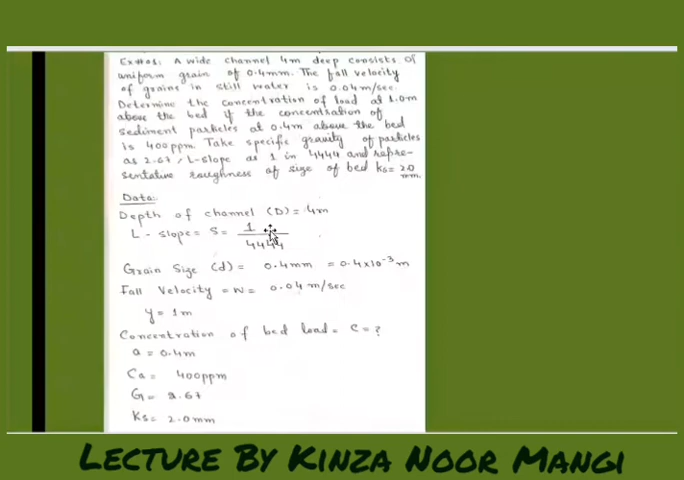 Ex#01: A wide channel 4m deep consists of
uniform grain of 0.4mm. The fall velocity
of grains in still water is 0.04m/sec.
Determine the concentration of load at 1.0m
above the bed if the concentration of
sediment particles at 0.4m above the bed
is 400ppm. Take specific gravity of particles
as 2.67, L-slope as 1 in 4444 and repre-
sentative roughness of size of bed ks= 2.0
mm.
Data:
Depth of channel (D) = 4m
L - slope = S = 1/4444
Grain Size (d) = 0.4mm = 0.4x10⁻³ m
Fall Velocity = W = 0.04 m/sec
y = 1m
Concentration of bed load = C = ?
a = 0.4m
Ca = 400ppm
G = 2.67
Ks = 2.0mm
LECTURE BY KINZA NOOR MANGI